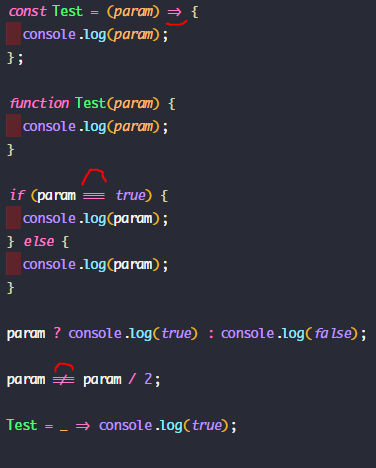 const Test = (param) => {
  console.log(param);
};

function Test(param) {
  console.log(param);
}

if (param === true) {
  console.log(param);
} else {
  console.log(param);
}

param ? console.log(true) : console.log(false);

param !== param / 2;

Test = _ => console.log(true);